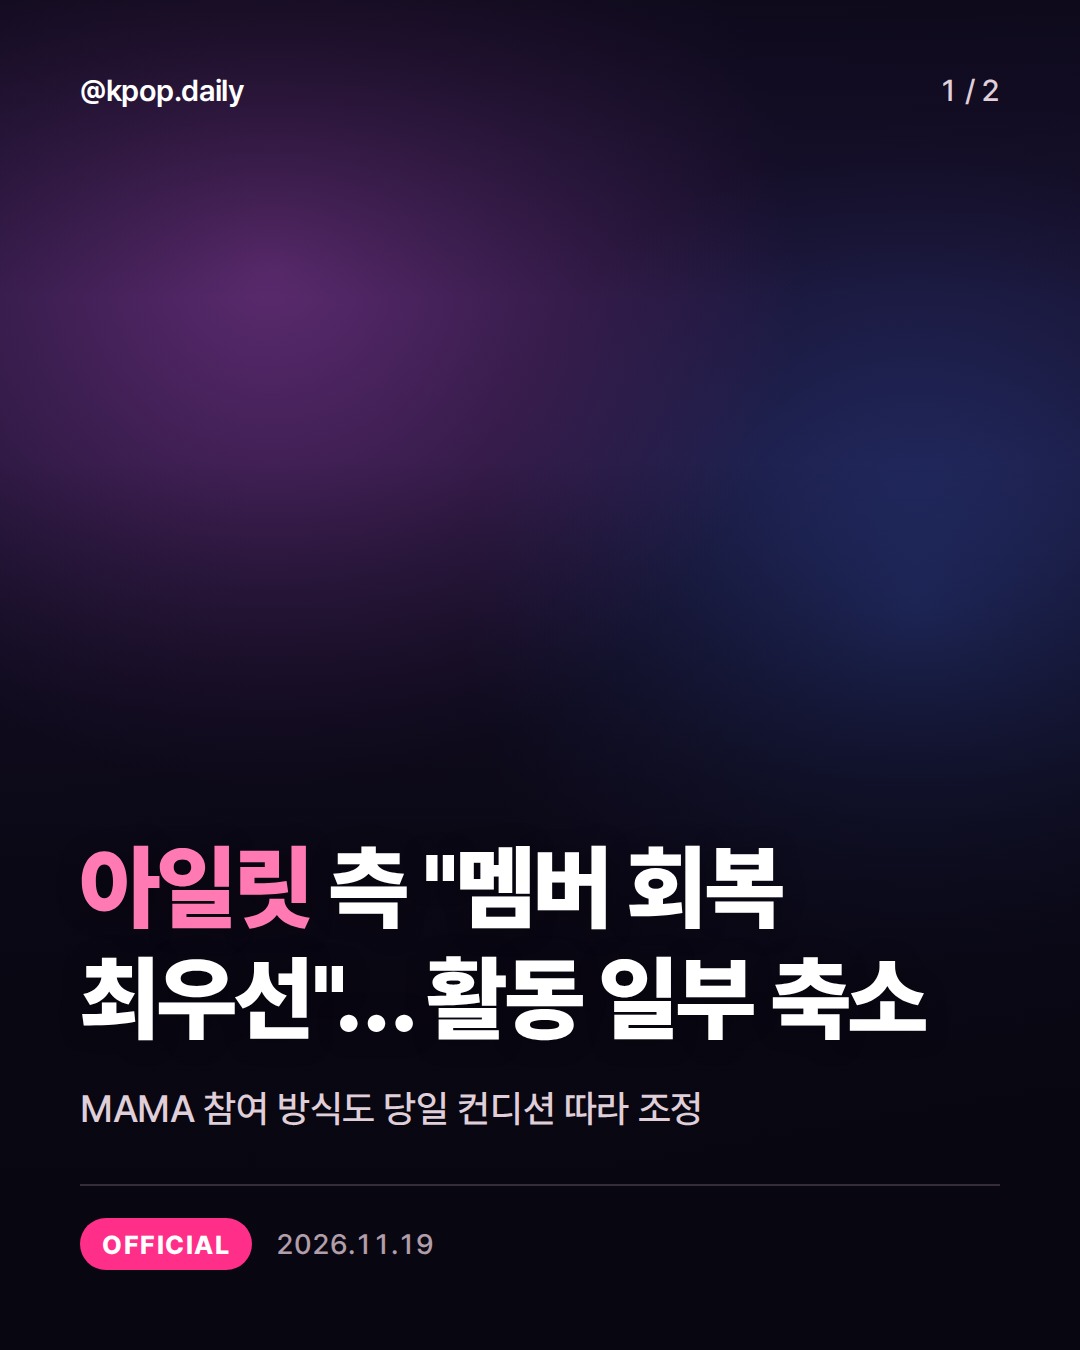 @kpop.daily
1 / 2
아일릿 측 "멤버 회복
최우선"... 활동 일부 축소
MAMA 참여 방식도 당일 컨디션 따라 조정
OFFICIAL
2026.11.19